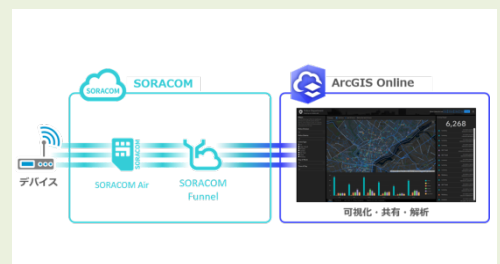 SORACOM
SORACOM
ArcGIS Online
6,268
SORACOM
デバイス
SORACOM Air
SORACOM
Funnel
可視化・共有・解析